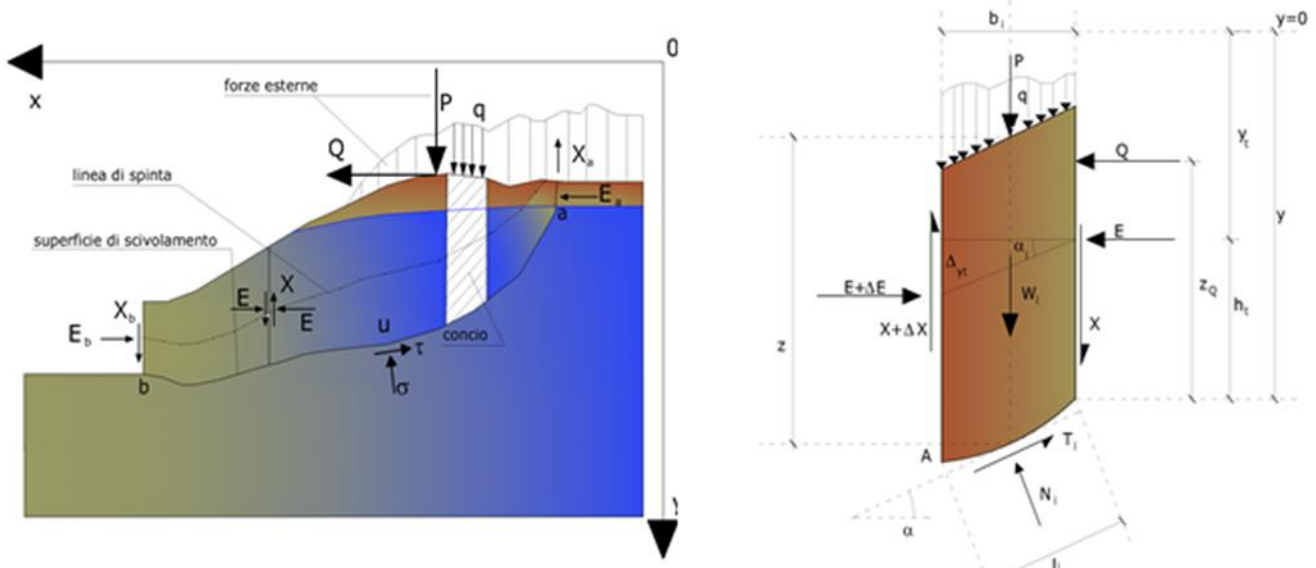 0
x
forze esterne
P
q
Q
X a
linea di spinta
E a
a
superficie di scivolamento
X
X b
E
E
E b
u
τ
concio
σ
b
b i
y=0
P
q
y t
Q
y
E
α i
Δ yt
E+ΔE
W i
z Q
h t
X+ΔX
X
z
A
T i
N i
α
l i